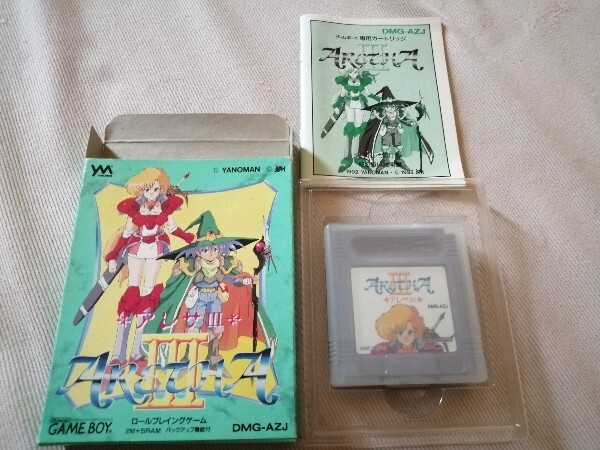 DMG-AZJ
ゲームボーイ専用カートリッジ
ARETHA III
1992 YANOMAN
YM
© YANOMAN
アレサIII
ARETHA III
ロールプレイングゲーム
2M+SRAM バックアップ機能付
GAME BOY
DMG-AZJ
ARETHA III
アレサIII
DMG-AZJ